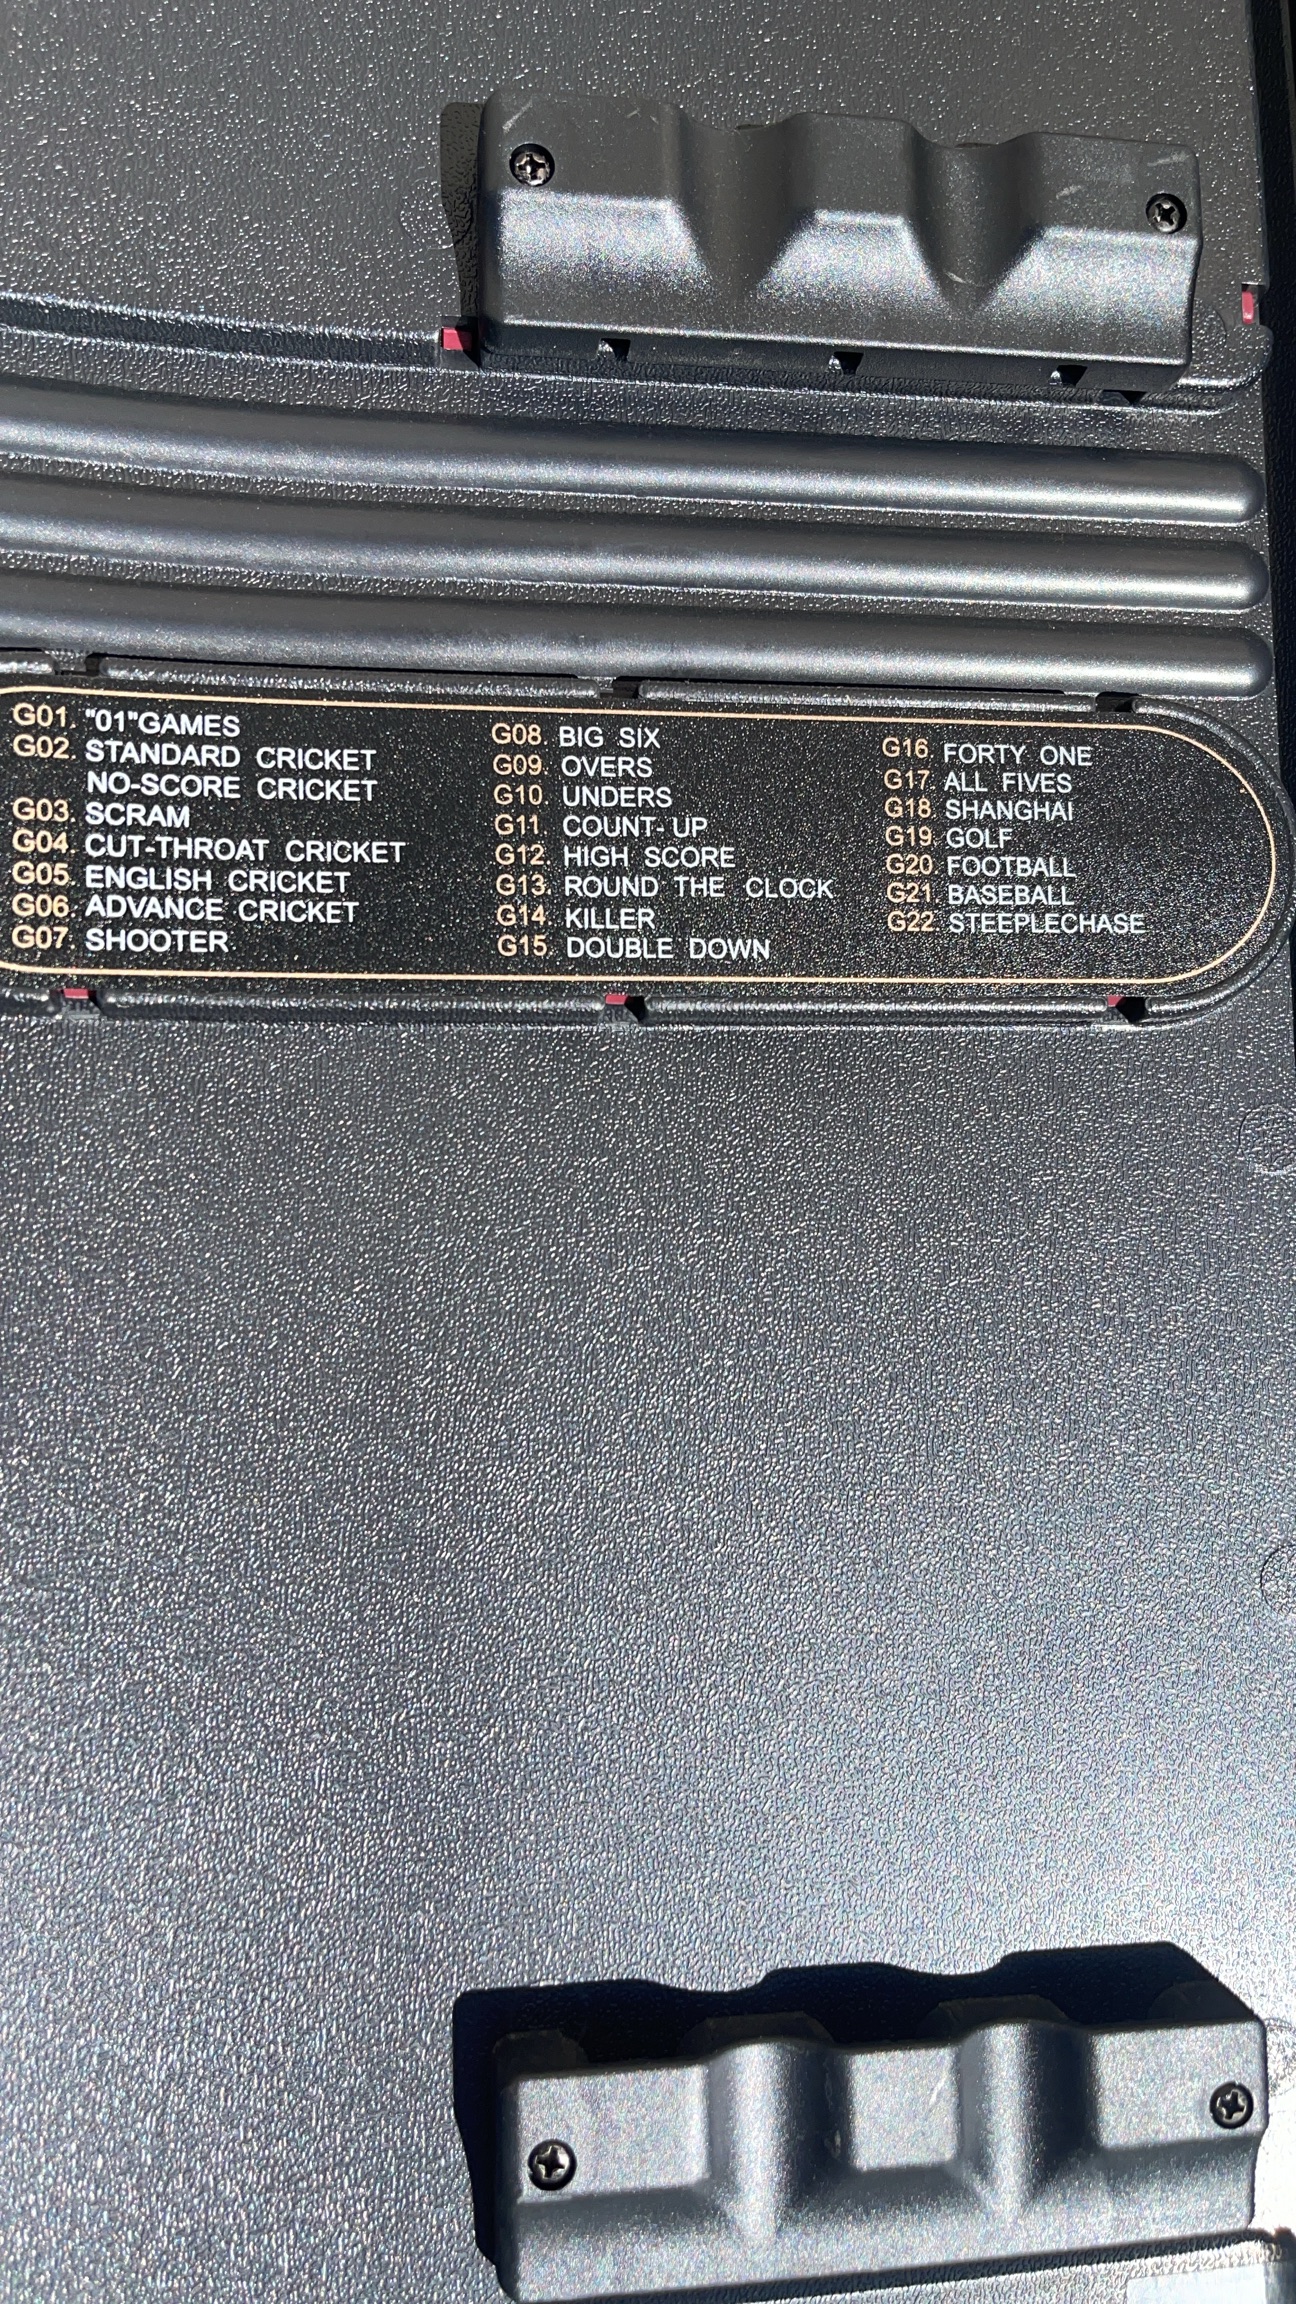 G01. "01"GAMES
G02. STANDARD CRICKET
NO-SCORE CRICKET
G03. SCRAM
G04. CUT-THROAT CRICKET
G05. ENGLISH CRICKET
G06. ADVANCE CRICKET
G07. SHOOTER
G08. BIG SIX
G09. OVERS
G10. UNDERS
G11. COUNT-UP
G12. HIGH SCORE
G13. ROUND THE CLOCK
G14. KILLER
G15. DOUBLE DOWN
G16. FORTY ONE
G17. ALL FIVES
G18. SHANGHAI
G19. GOLF
G20. FOOTBALL
G21. BASEBALL
G22. STEEPLECHASE